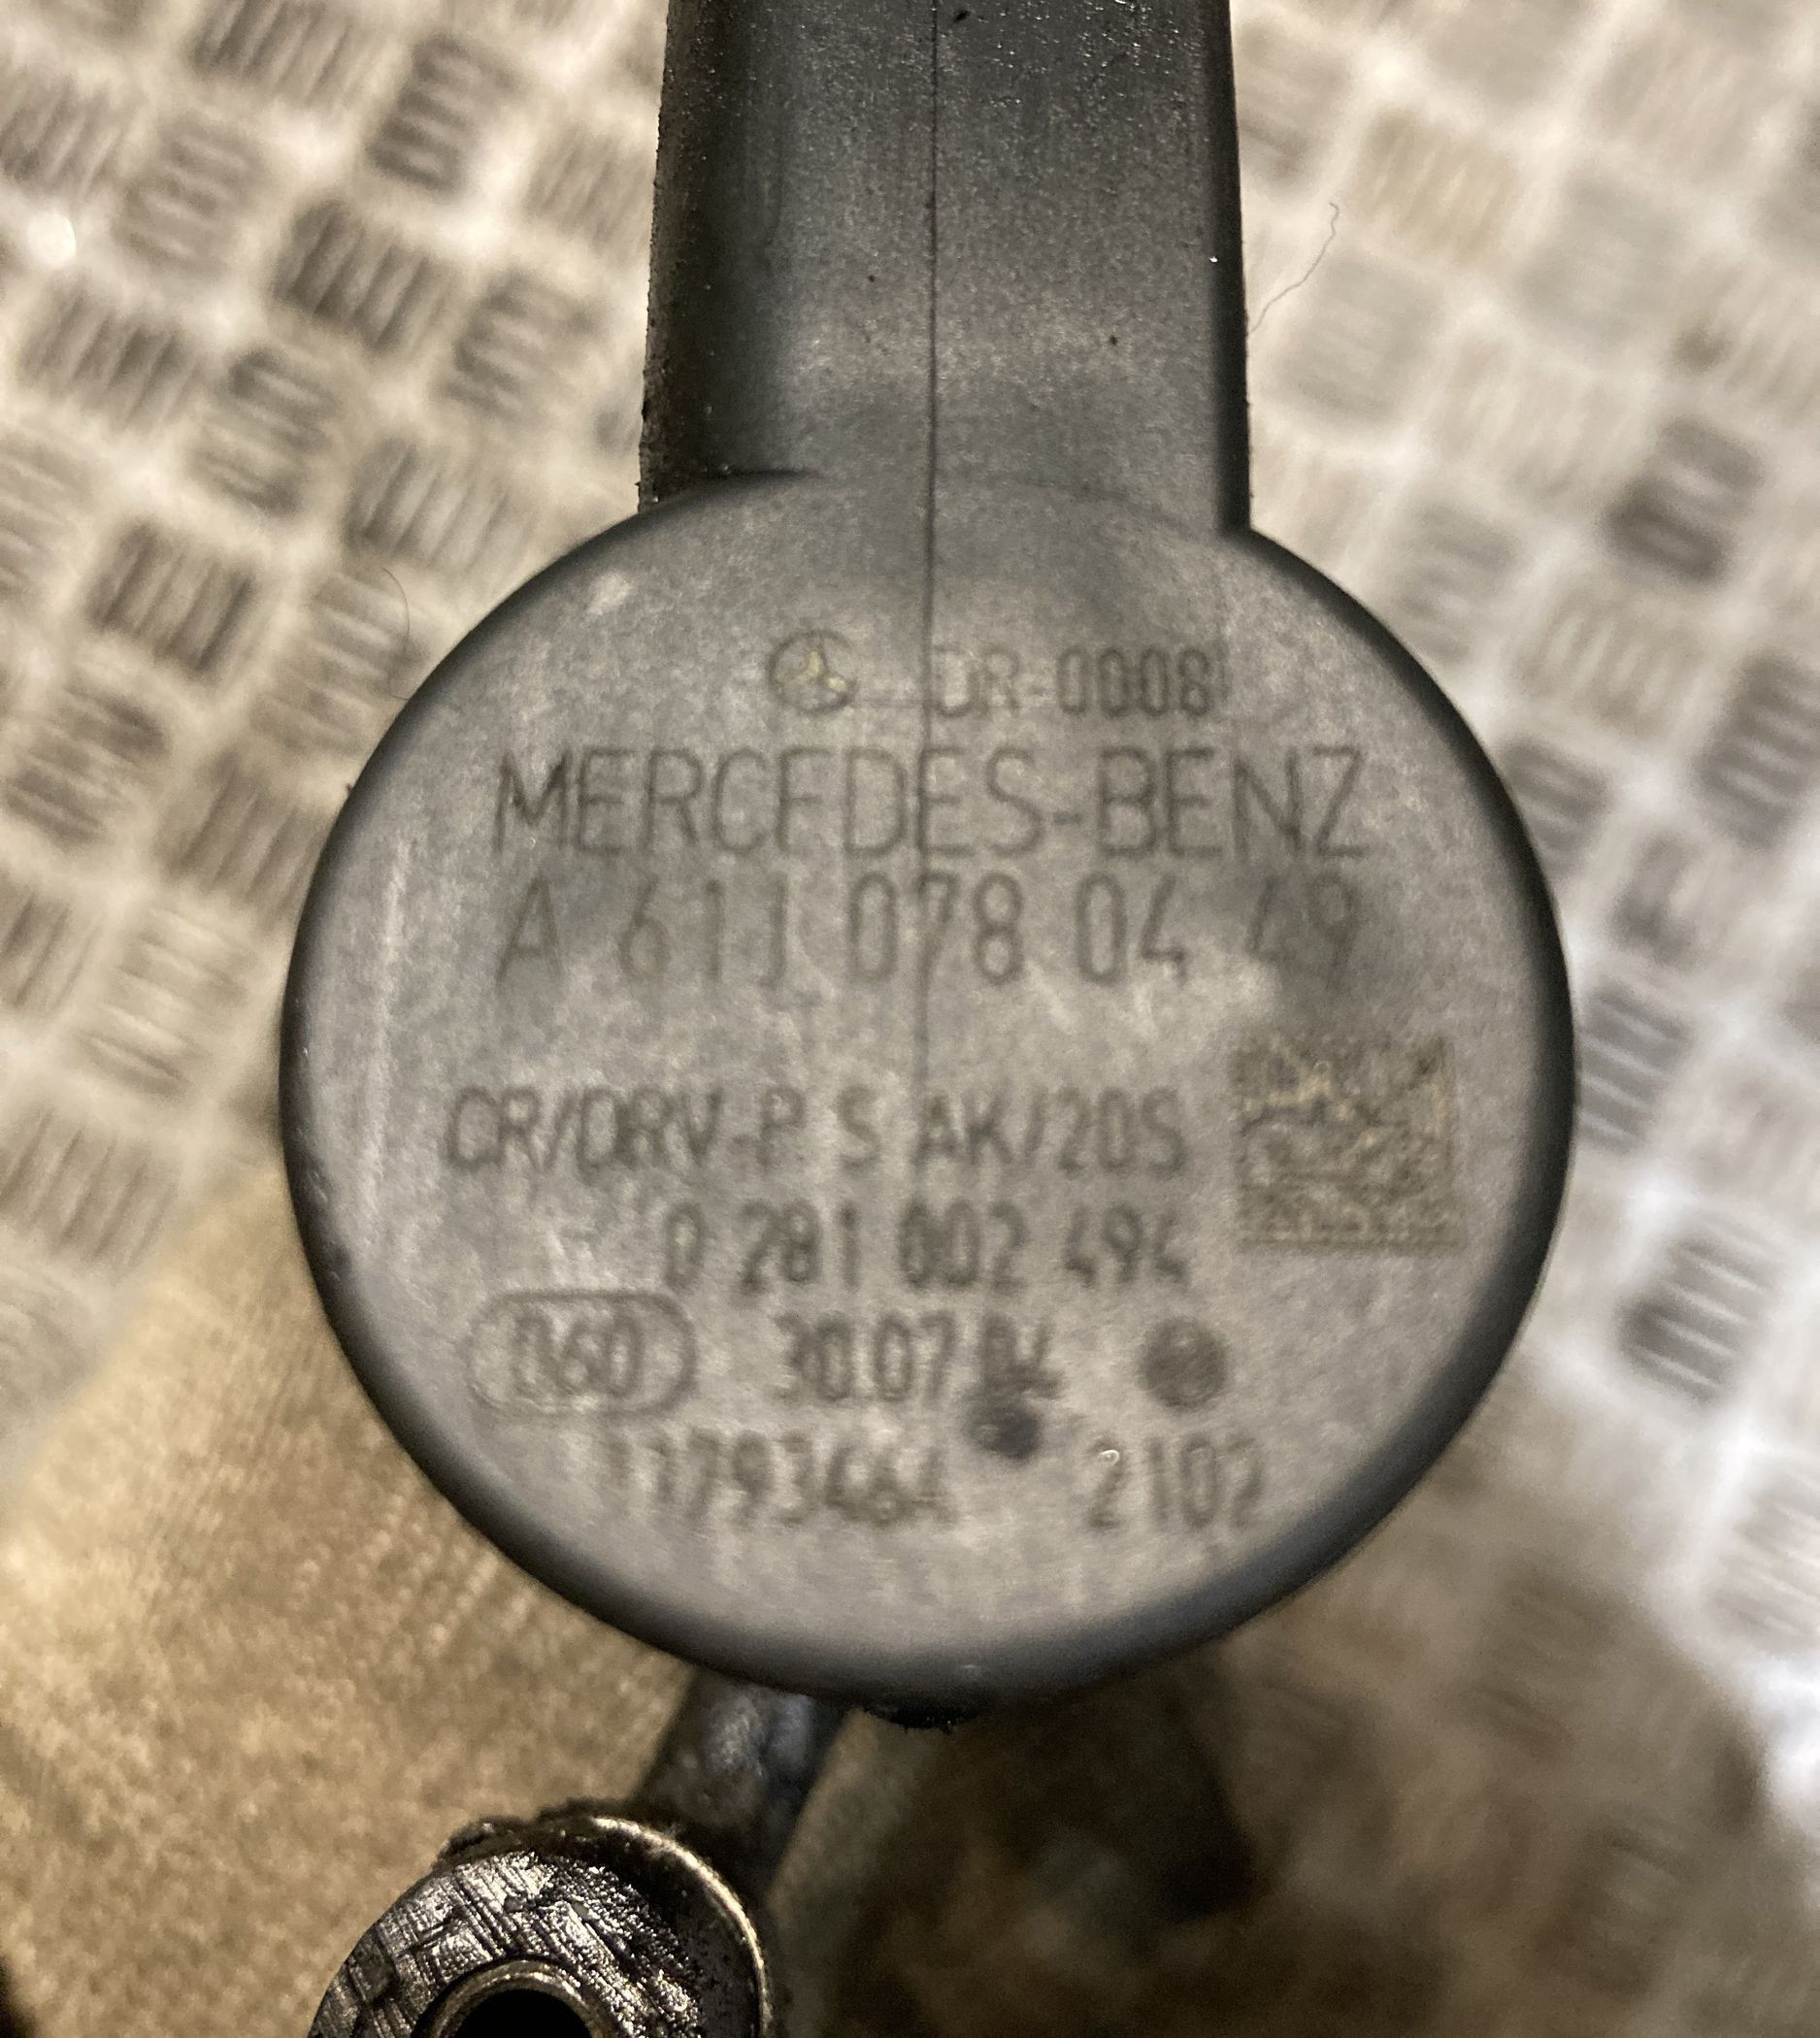 DR-0008
MERCEDES-BENZ
A 611 078 04 49
CR/DRV-P S AK/20S
0 281 002 494
060 30.07.04
11793464 2102